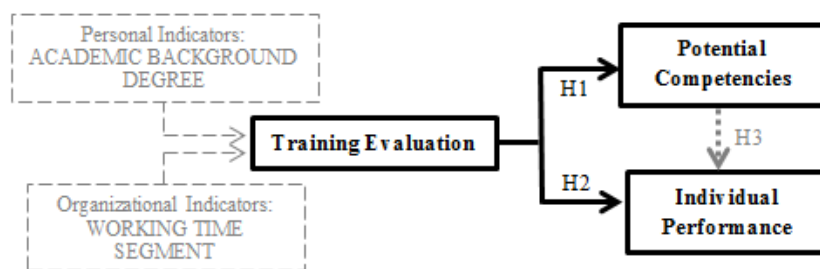 Personal Indicators:
ACADEMIC BACKGROUND
DEGREE
Potential
Competencies
H1
H3
Training Evaluation
H2
Organizational Indicators:
WORKING TIME
SEGMENT
Individual
Performance